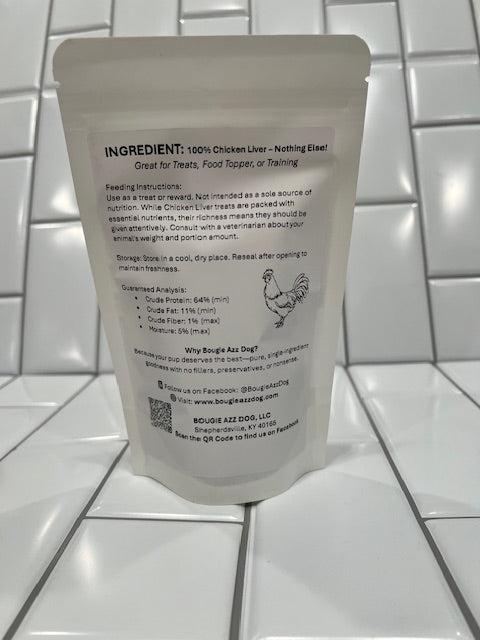 INGREDIENT: 100% Chicken Liver – Nothing Else!
Great for Treats, Food Topper, or Training
Feeding Instructions:
Use as a treat or reward. Not intended as a sole source of
nutrition. While Chicken Liver treats are packed with
essential nutrients, their richness means they should be
given attentively. Consult with a veterinarian about your
animal's weight and portion amount.
Storage: Store in a cool, dry place. Reseal after opening to
maintain freshness.
Guaranteed Analysis:
• Crude Protein: 64% (min)
• Crude Fat: 11% (min)
• Crude Fiber: 1% (max)
• Moisture: 5% (max)
Why Bougie Azz Dog?
Because your pup deserves the best—pure, single-ingredient
goodness with no fillers, preservatives, or nonsense.
Follow us on Facebook: @BougieAzzDog
Visit: www.bougieazzdog.com
BOUGIE AZZ DOG, LLC
Shepherdsville, KY 40165
Scan the QR Code to find us on Facebook